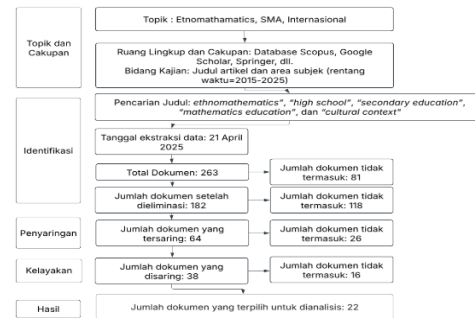 Topik : Etnomathamatics, SMA, Internasional
Topik dan
Cakupan
Ruang Lingkup dan Cakupan: Database Scopus, Google
Scholar, Springer, dll.
Bidang Kajian: Judul artikel dan area subjek (rentang
waktu=2015-2025)
Pencarian Judul: ethnomathematics", "high school", "secondary education",
"mathematics education", dan "cultural context"
Identifikasi
Tanggal ekstraksi data: 21 April
2025
Total Dokumen: 263
Jumlah dokumen tidak
termasuk: 81
Jumlah dokumen setelah
dieliminasi: 182
Jumlah dokumen tidak
termasuk: 118
Penyaringan
Jumlah dokumen yang
tersaring: 64
Jumlah dokumen tidak
termasuk: 26
Kelayakan
Jumlah dokumen yang
disaring: 38
Jumlah dokumen tidak
termasuk: 16
Hasil
Jumlah dokumen yang terpilih untuk dianalisis: 22